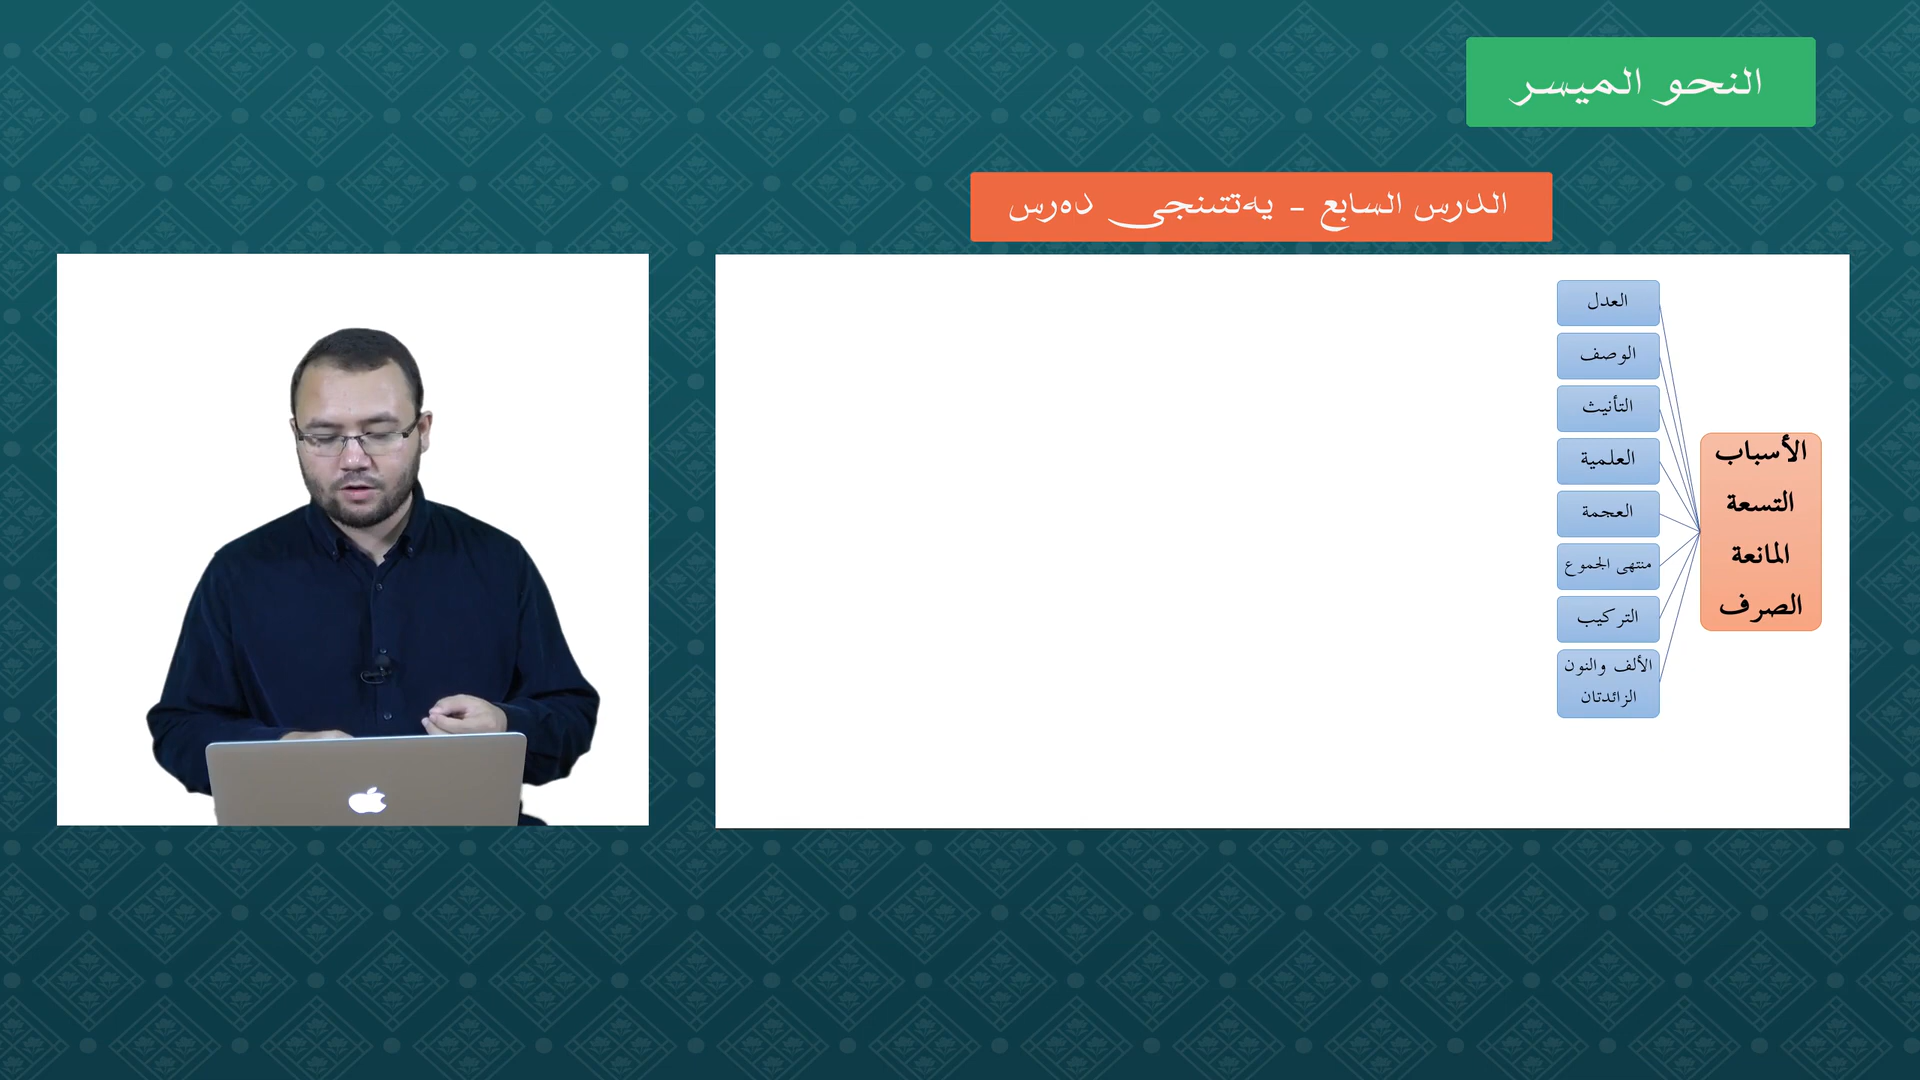 النحو الميسر
الدرس السابع - يەتتىنجى دەرس
الأسباب
التسعة
المانعة
الصرف
العدل
الوصف
التأنيث
العلمية
العجمة
منتهى الجموع
التركيب
الألف والنون
الزائدتان